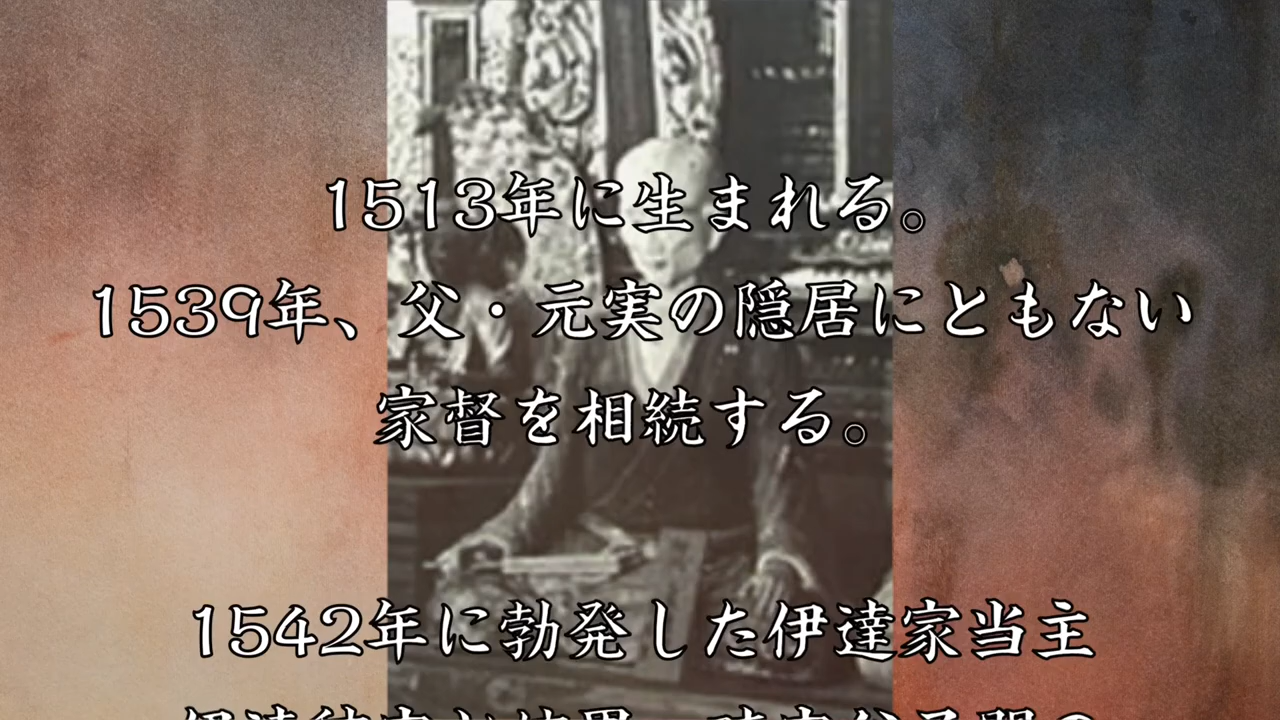 1513年に生まれる。
1539年、父・元実の隠居にともない
家督を相続する。
1542年に勃発した伊達家当主